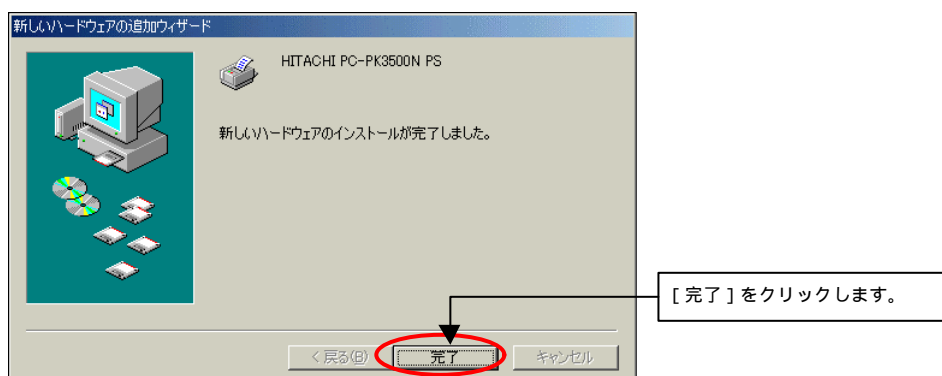 新しいハードウェアの追加ウィザード
HITACHI PC-PK3500N PS
新しいハードウェアのインストールが完了しました。
[完了]をクリックします。
< 戻る(B)
完了
キャンセル